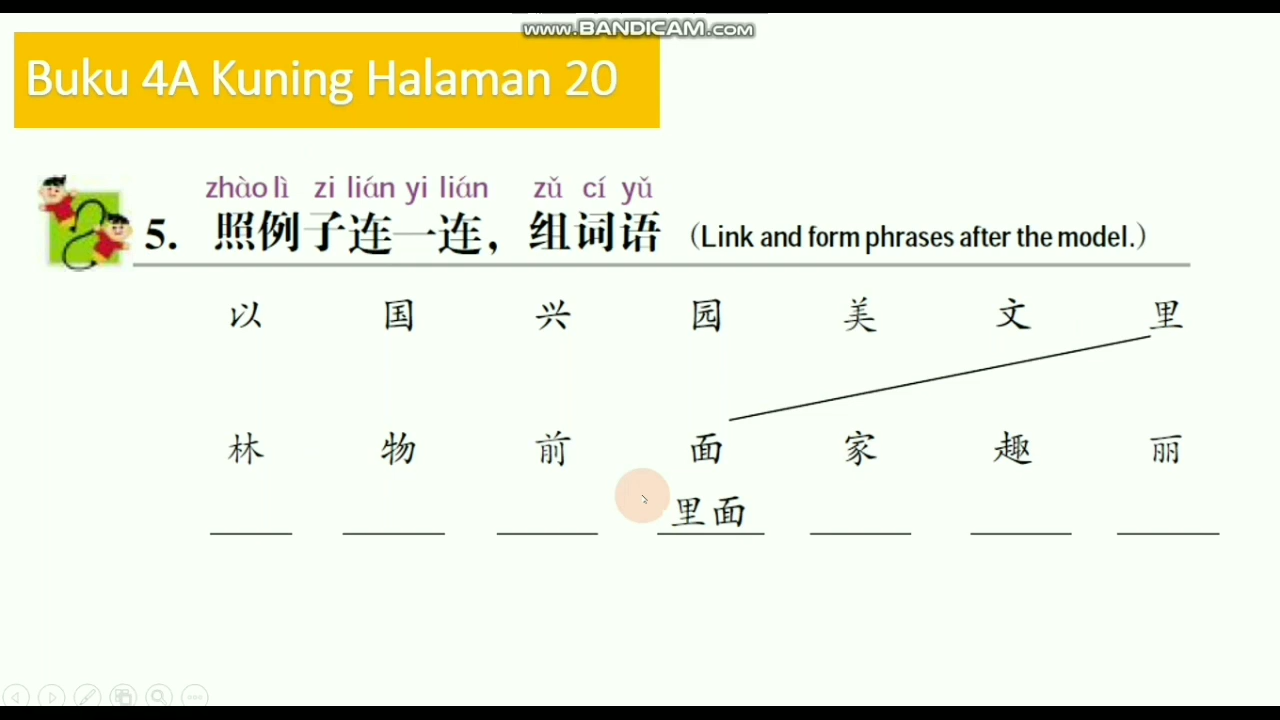 www.BANDICAM.com
Buku 4A Kuning Halaman 20
zhào lì zi lián yi lián zǔ cí yǔ
5. 照例子连一连，组词语 （Link and form phrases after the model.）
以 国 兴 园 美 文 里
林 物 前 面 家 趣 丽
里面